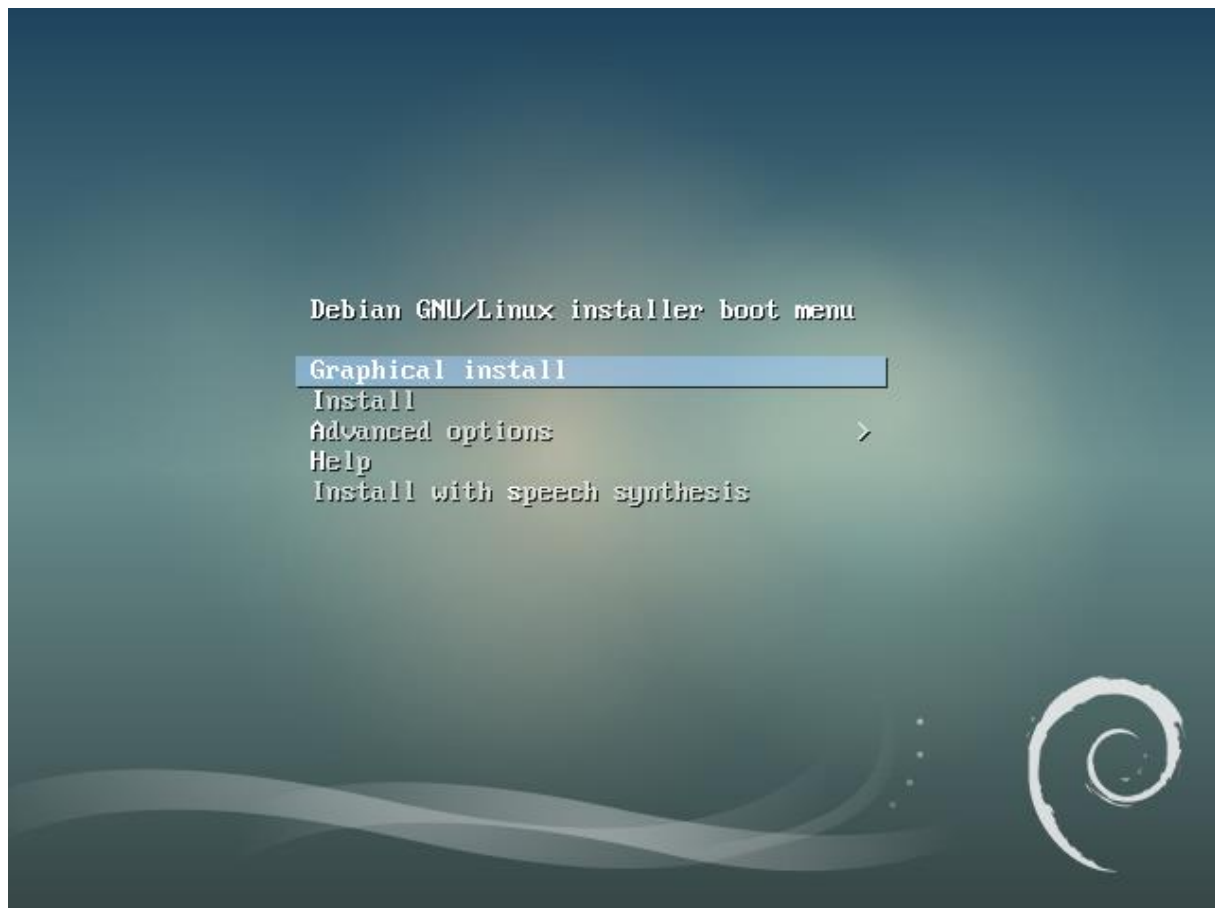 Debian GNU/Linux installer boot menu
Graphical install
Install
Advanced options >
Help
Install with speech synthesis